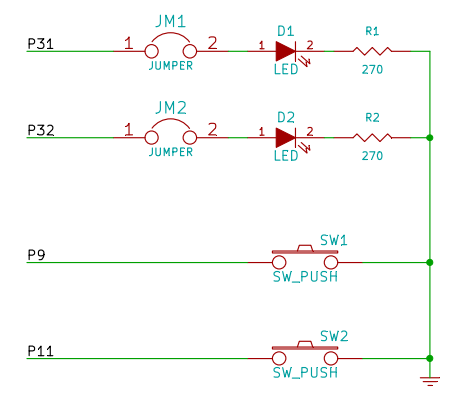 JM1 D1 R1
P31 1 2 1 2
JUMPER LED 270
JM2 D2 R2
P32 1 2 1 2
JUMPER LED 270
SW1
P9
SW_PUSH
SW2
P11
SW_PUSH